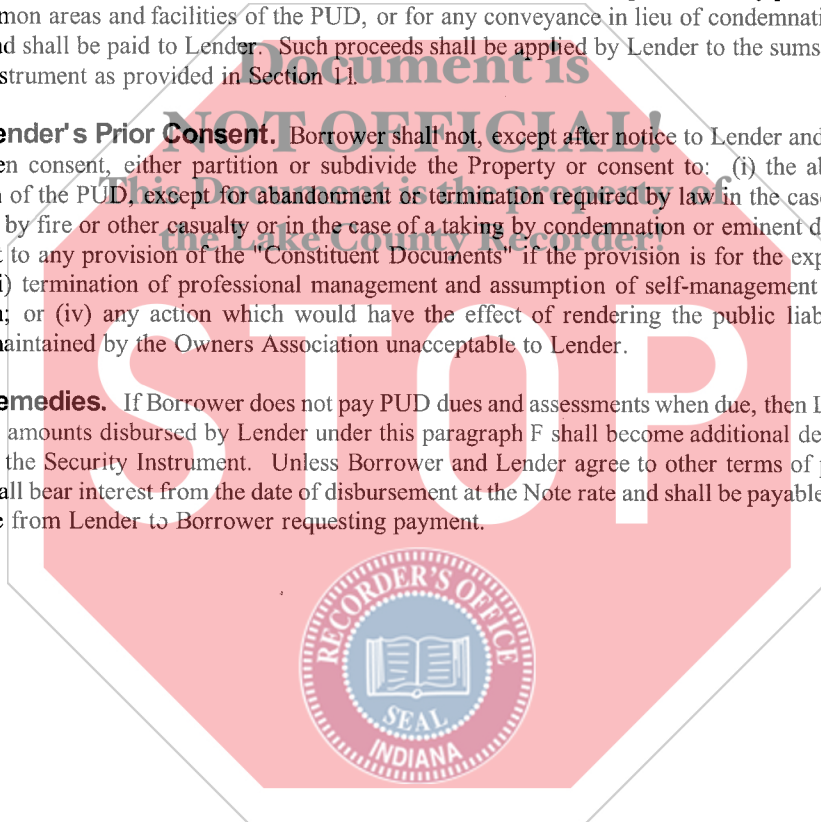 mon areas and facilities of the PUD, or for any conveyance in lieu of condemnati
d shall be paid to Lender. Such proceeds shall be applied by Lender to the sums
strument as provided in Section 11.
Document is
NOT OFFICIAL!
This Document is the property of
the Lake County Recorder!
ender's Prior Consent. Borrower shall not, except after notice to Lender and
en consent, either partition or subdivide the Property or consent to: (i) the al
n of the PUD, except for abandonment or termination required by law in the case
by fire or other casualty or in the case of a taking by condemnation or eminent d
t to any provision of the "Constituent Documents" if the provision is for the exp
i) termination of professional management and assumption of self-management
n; or (iv) any action which would have the effect of rendering the public liab
aintained by the Owners Association unacceptable to Lender.
STOP
emedies. If Borrower does not pay PUD dues and assessments when due, then L
amounts disbursed by Lender under this paragraph F shall become additional de
the Security Instrument. Unless Borrower and Lender agree to other terms of p
all bear interest from the date of disbursement at the Note rate and shall be payable
e from Lender to Borrower requesting payment.
RECORDER'S OFFICE
SEAL
INDIANA